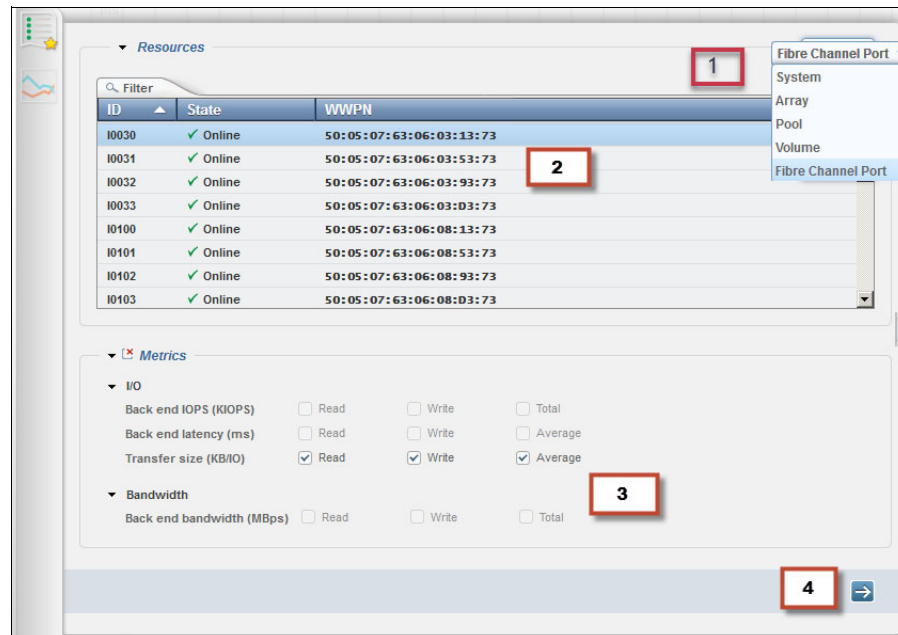 Resources
1
Fibre Channel Port
System
Array
Pool
Volume
Fibre Channel Port
Filter
ID State WWPN
I0030 Online 50:05:07:63:06:03:13:73
I0031 Online 50:05:07:63:06:03:53:73
2
I0032 Online 50:05:07:63:06:03:93:73
I0033 Online 50:05:07:63:06:03:D3:73
I0100 Online 50:05:07:63:06:08:13:73
I0101 Online 50:05:07:63:06:08:53:73
I0102 Online 50:05:07:63:06:08:93:73
I0103 Online 50:05:07:63:06:08:D3:73
Metrics
I/O
Back end IOPS (KIOPS) Read Write Total
Back end latency (ms) Read Write Average
Transfer size (KB/IO) Read Write Average
3
Bandwidth
Back end bandwidth (MBps) Read Write Total
4